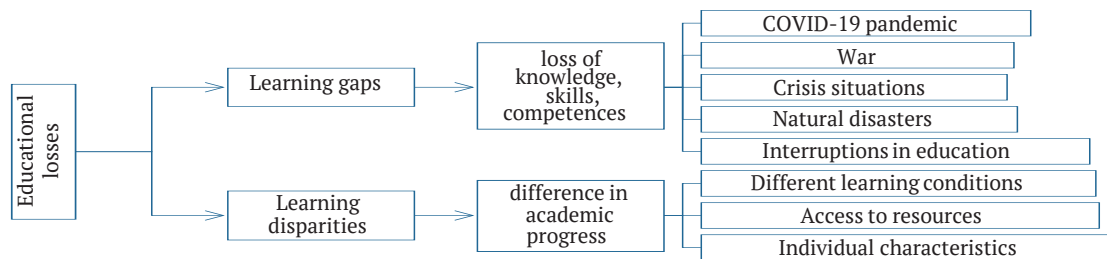 Educational
losses
Learning gaps
loss of
knowledge,
skills,
competences
COVID-19 pandemic
War
Crisis situations
Natural disasters
Interruptions in education
Learning
disparities
difference in
academic
progress
Different learning conditions
Access to resources
Individual characteristics